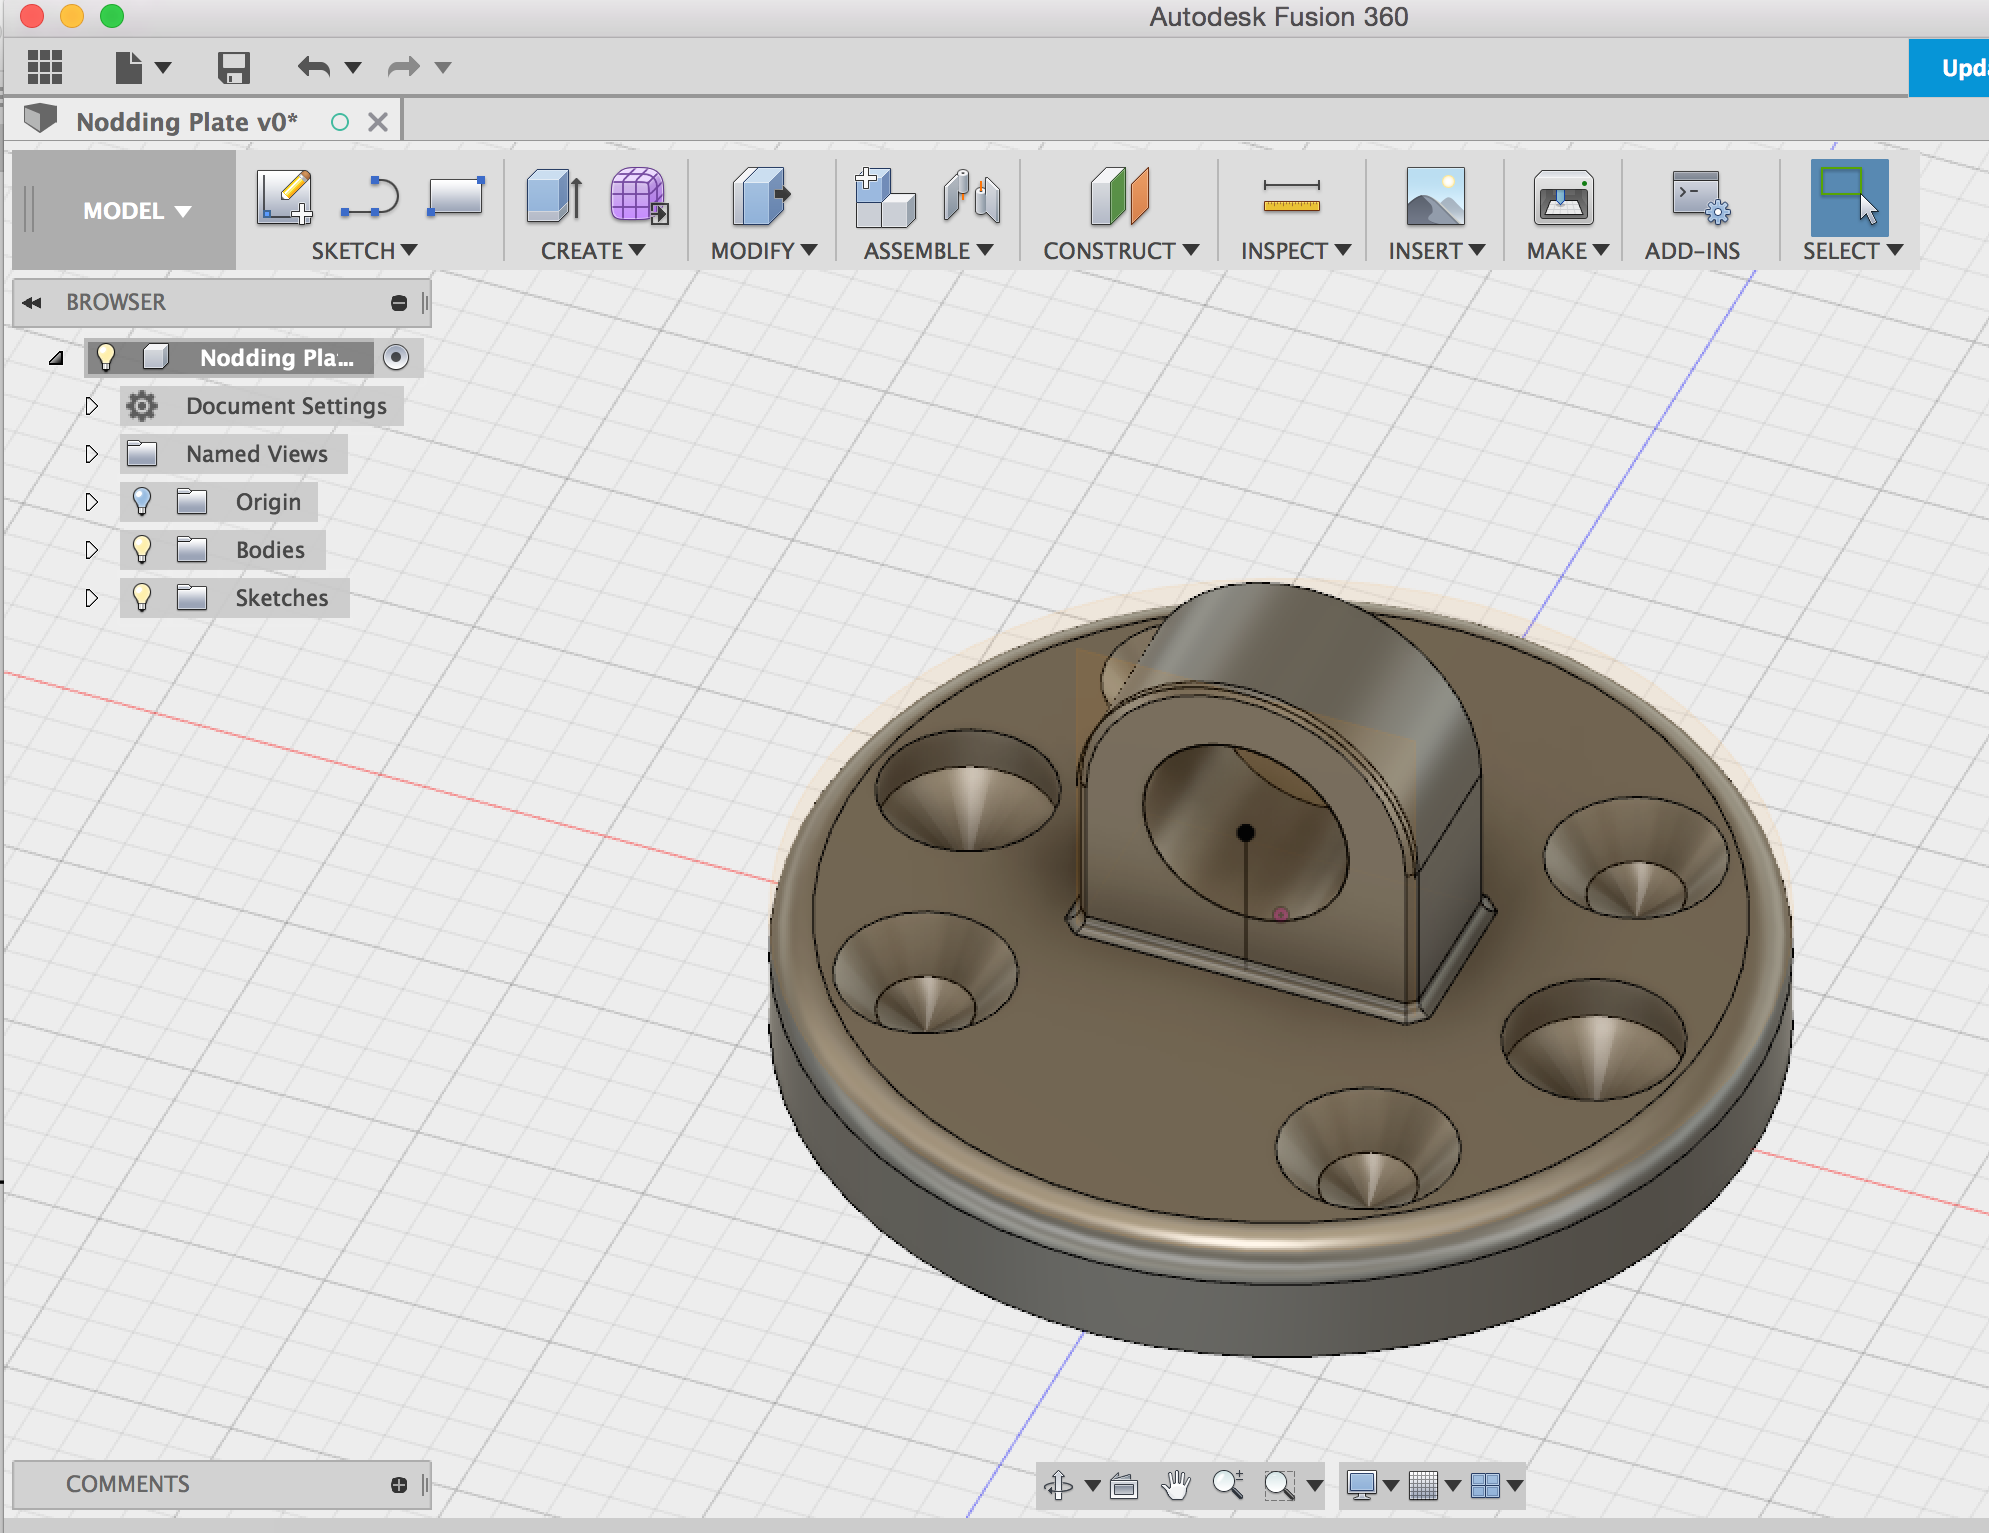 Autodesk Fusion 360
Upda
Nodding Plate v0*
MODEL
SKETCH
CREATE
MODIFY
ASSEMBLE
CONSTRUCT
INSPECT
INSERT
MAKE
ADD-INS
SELECT
BROWSER
Nodding Pla...
Document Settings
Named Views
Origin
Bodies
Sketches
COMMENTS